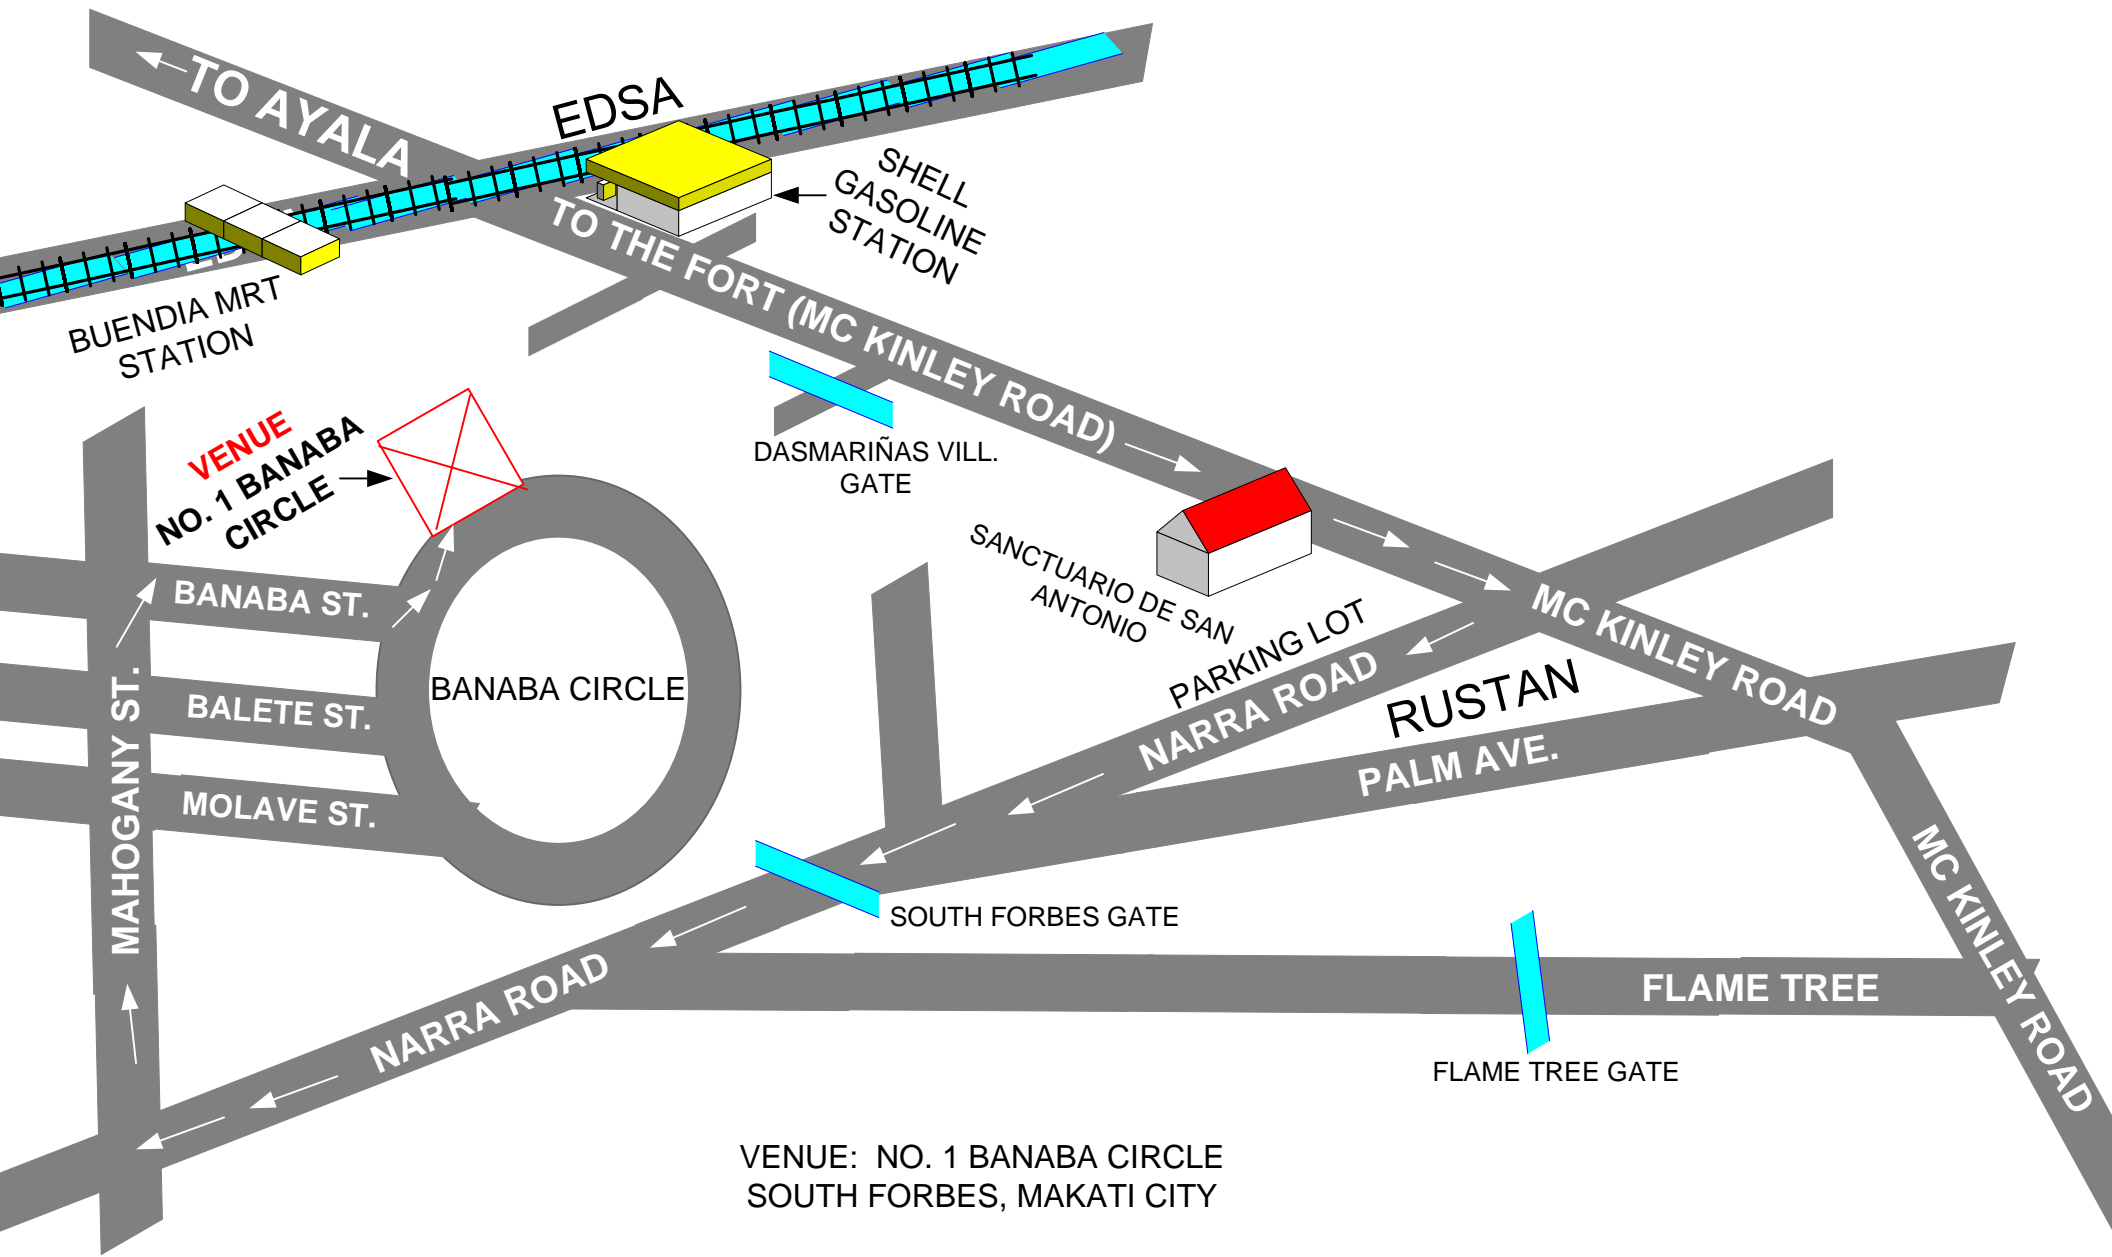 TO AYALA
EDSA
SHELL
GASOLINE
STATION
TO THE FORT (MC KINLEY ROAD)
BUENDIA MRT
STATION
VENUE
NO. 1 BANABA
CIRCLE
DASMARIÑAS VILL.
GATE
SANCTUARIO DE SAN
ANTONIO
BANABA ST.
BALETE ST.
MOLAVE ST.
MAHOGANY ST.
BANABA CIRCLE
PARKING LOT
NARRA ROAD
RUSTAN
PALM AVE.
MC KINLEY ROAD
MC KINLEY ROAD
SOUTH FORBES GATE
NARRA ROAD
FLAME TREE
FLAME TREE GATE
VENUE: NO. 1 BANABA CIRCLE
SOUTH FORBES, MAKATI CITY